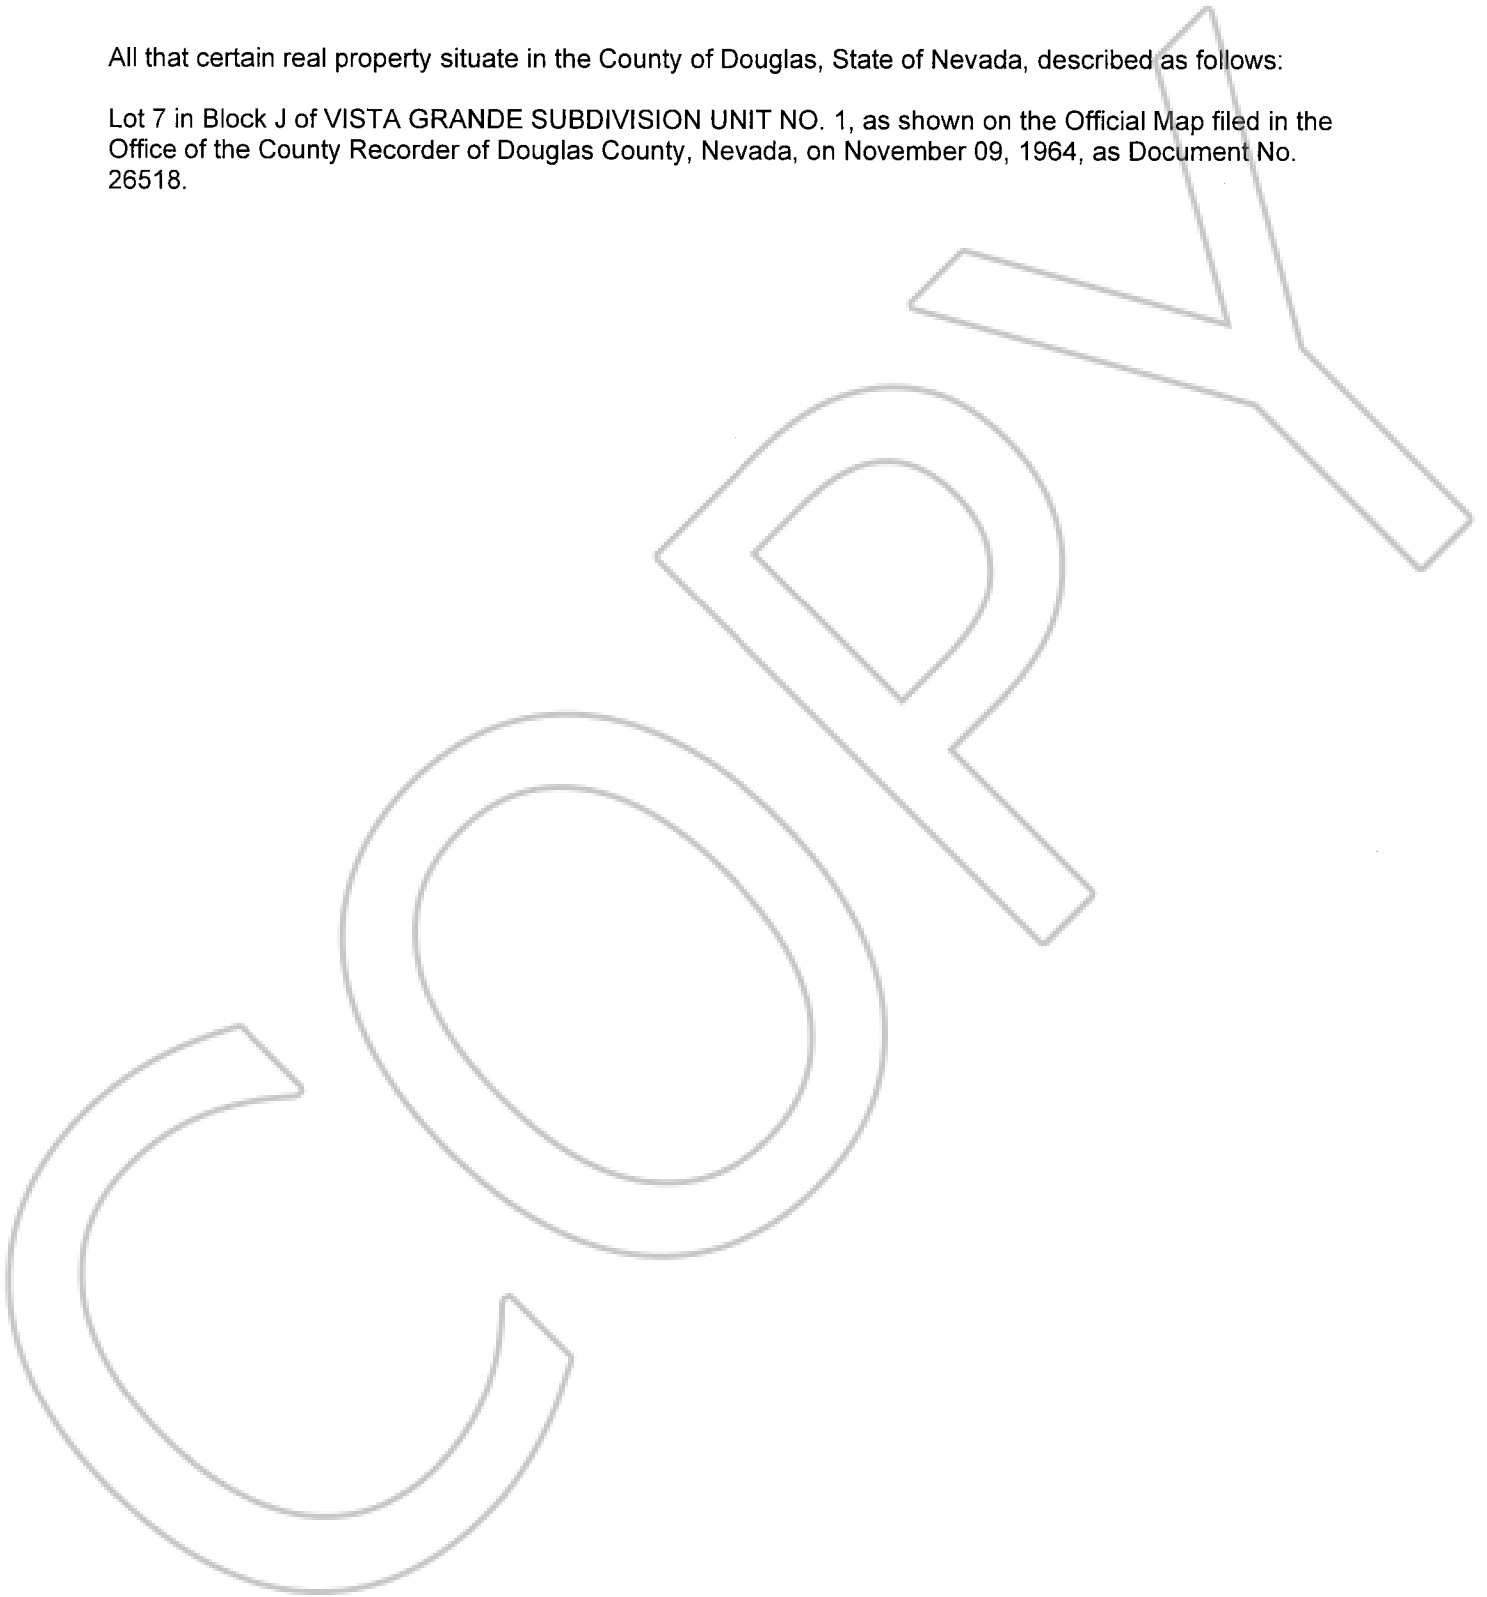 All that certain real property situate in the County of Douglas, State of Nevada, described as follows:
Lot 7 in Block J of VISTA GRANDE SUBDIVISION UNIT NO. 1, as shown on the Official Map filed in the
Office of the County Recorder of Douglas County, Nevada, on November 09, 1964, as Document No.
26518.
COPY